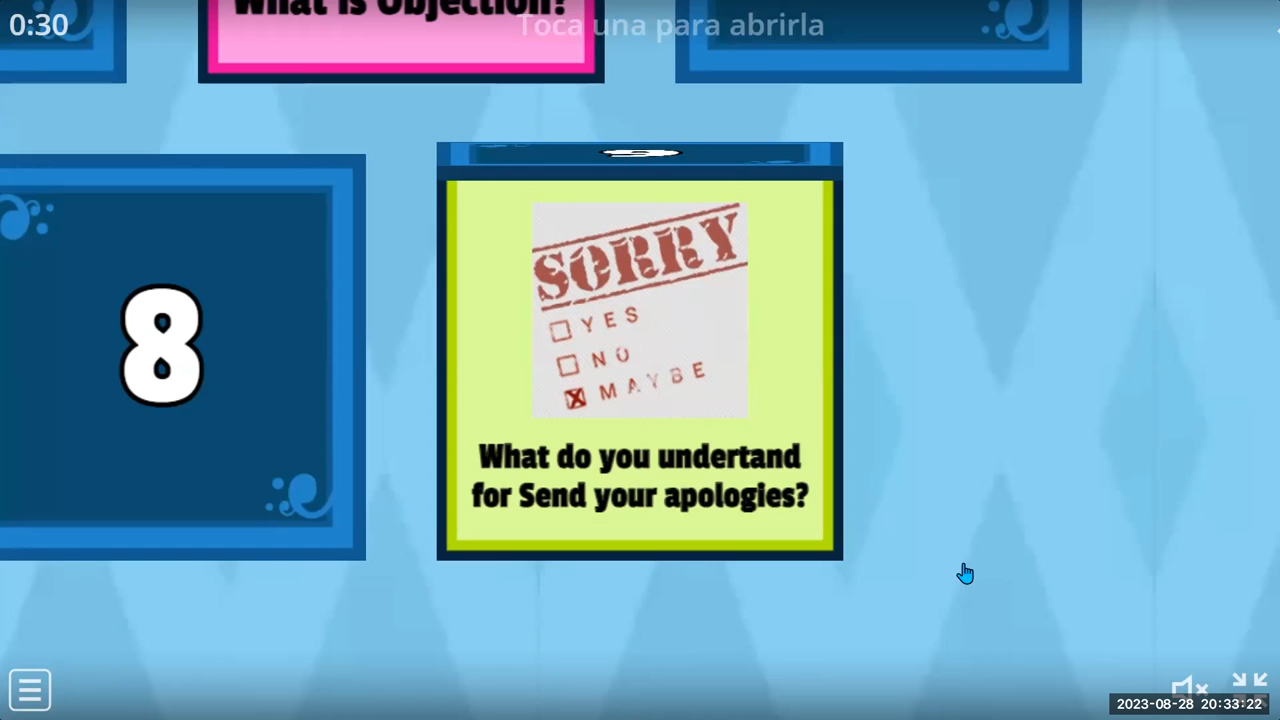 What is Objection?
0:30
Toca una para abrirla
8
SORRY
YES
NO
MAYBE
What do you undertand
for Send your apologies?
2023-08-28 20:33:22